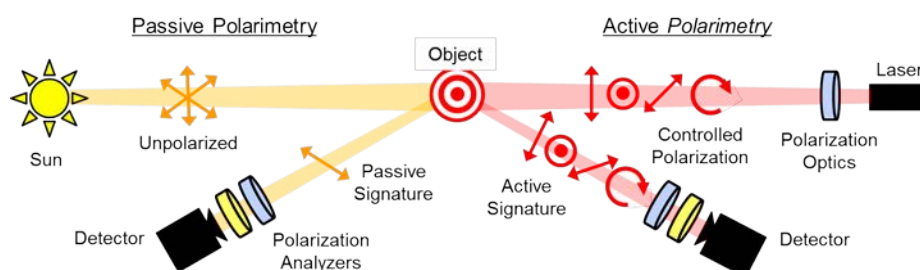 Passive Polarimetry
Active Polarimetry
Object
Laser
Sun
Unpolarized
Controlled
Polarization
Polarization
Optics
Passive
Signature
Active
Signature
Detector
Polarization
Analyzers
Detector